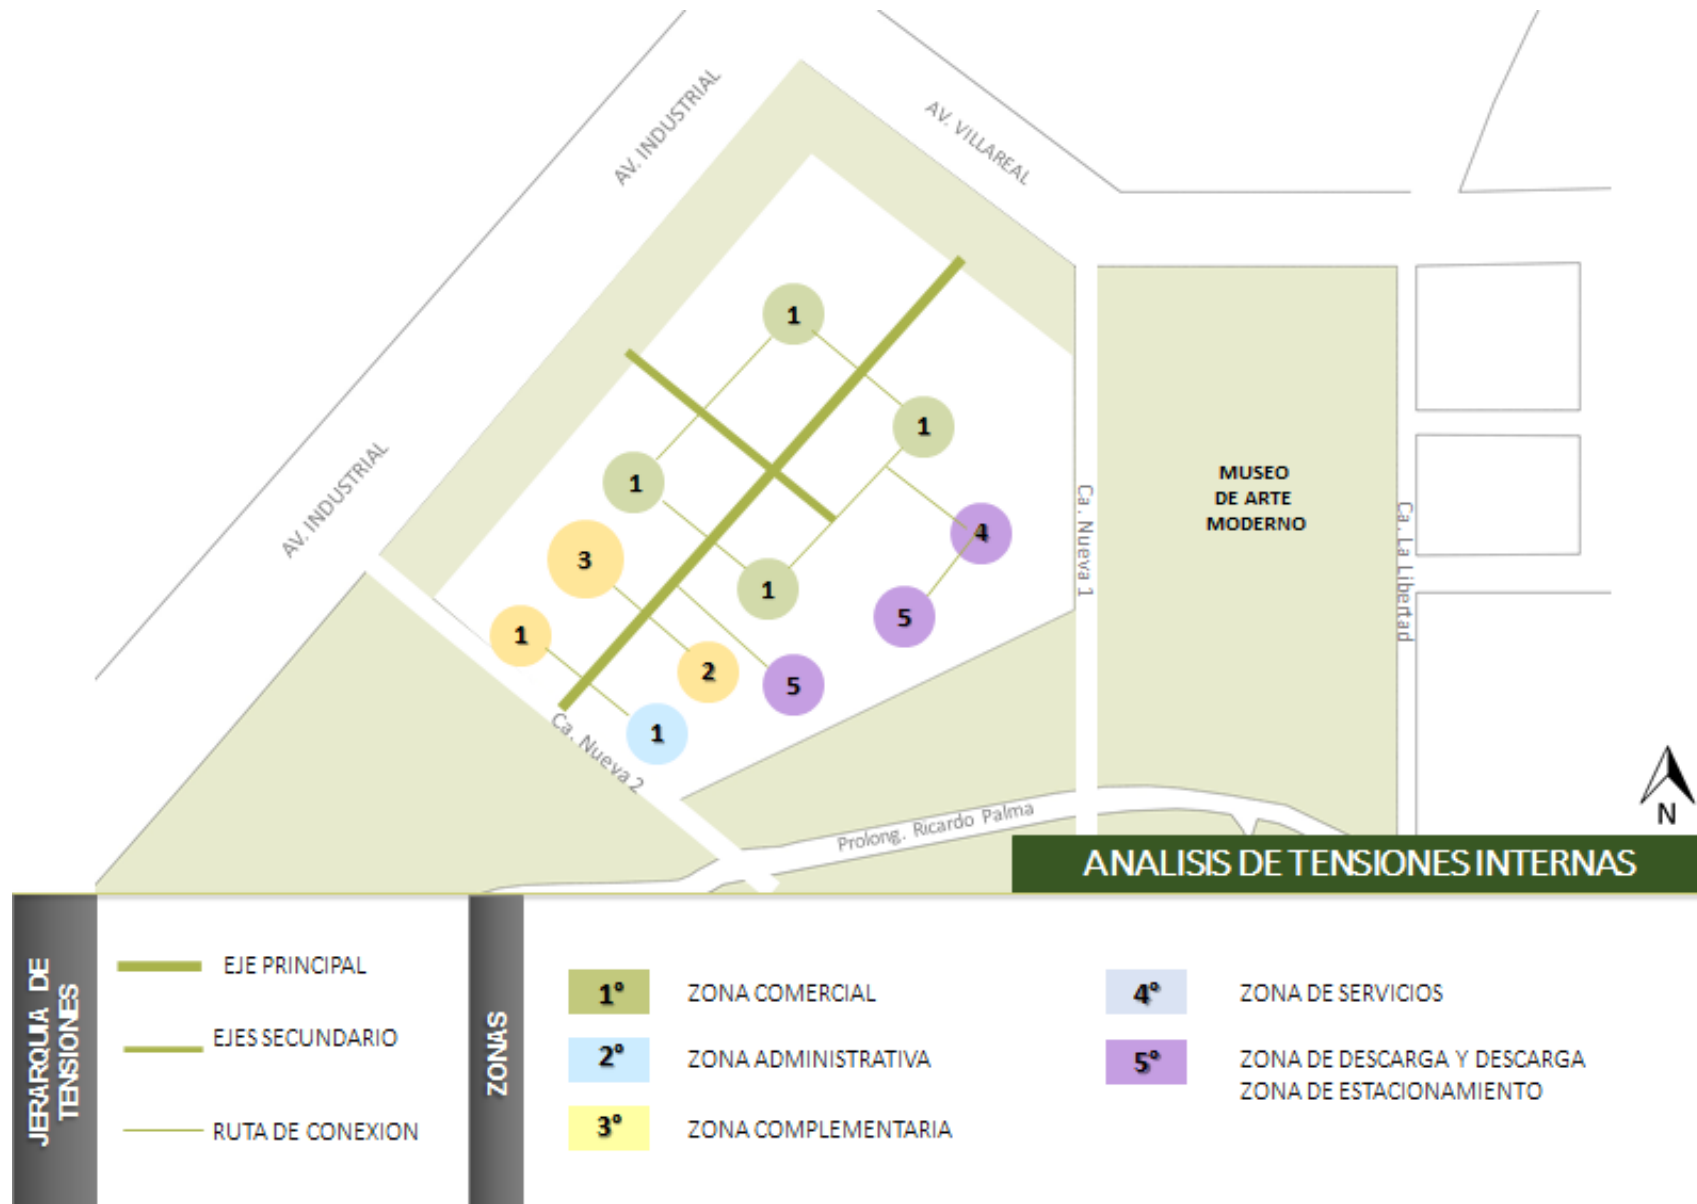 AV. INDUSTRIAL
AV. VILLAREAL
AV. INDUSTRIAL
1
1
1
1
3
1
2
1
4
5
5
MUSEO
DE ARTE
MODERNO
Ca. Nueva 1
Ca. La Libertad
Ca. Nueva 2
Prolong. Ricardo Palma
N
ANALISIS DE TENSIONES INTERNAS
JERARQUIA DE
TENSIONES
EJE PRINCIPAL
EJES SECUNDARIO
RUTA DE CONEXION
ZONAS
1° ZONA COMERCIAL
2° ZONA ADMINISTRATIVA
3° ZONA COMPLEMENTARIA
4° ZONA DE SERVICIOS
5° ZONA DE DESCARGA Y DESCARGA
ZONA DE ESTACIONAMIENTO